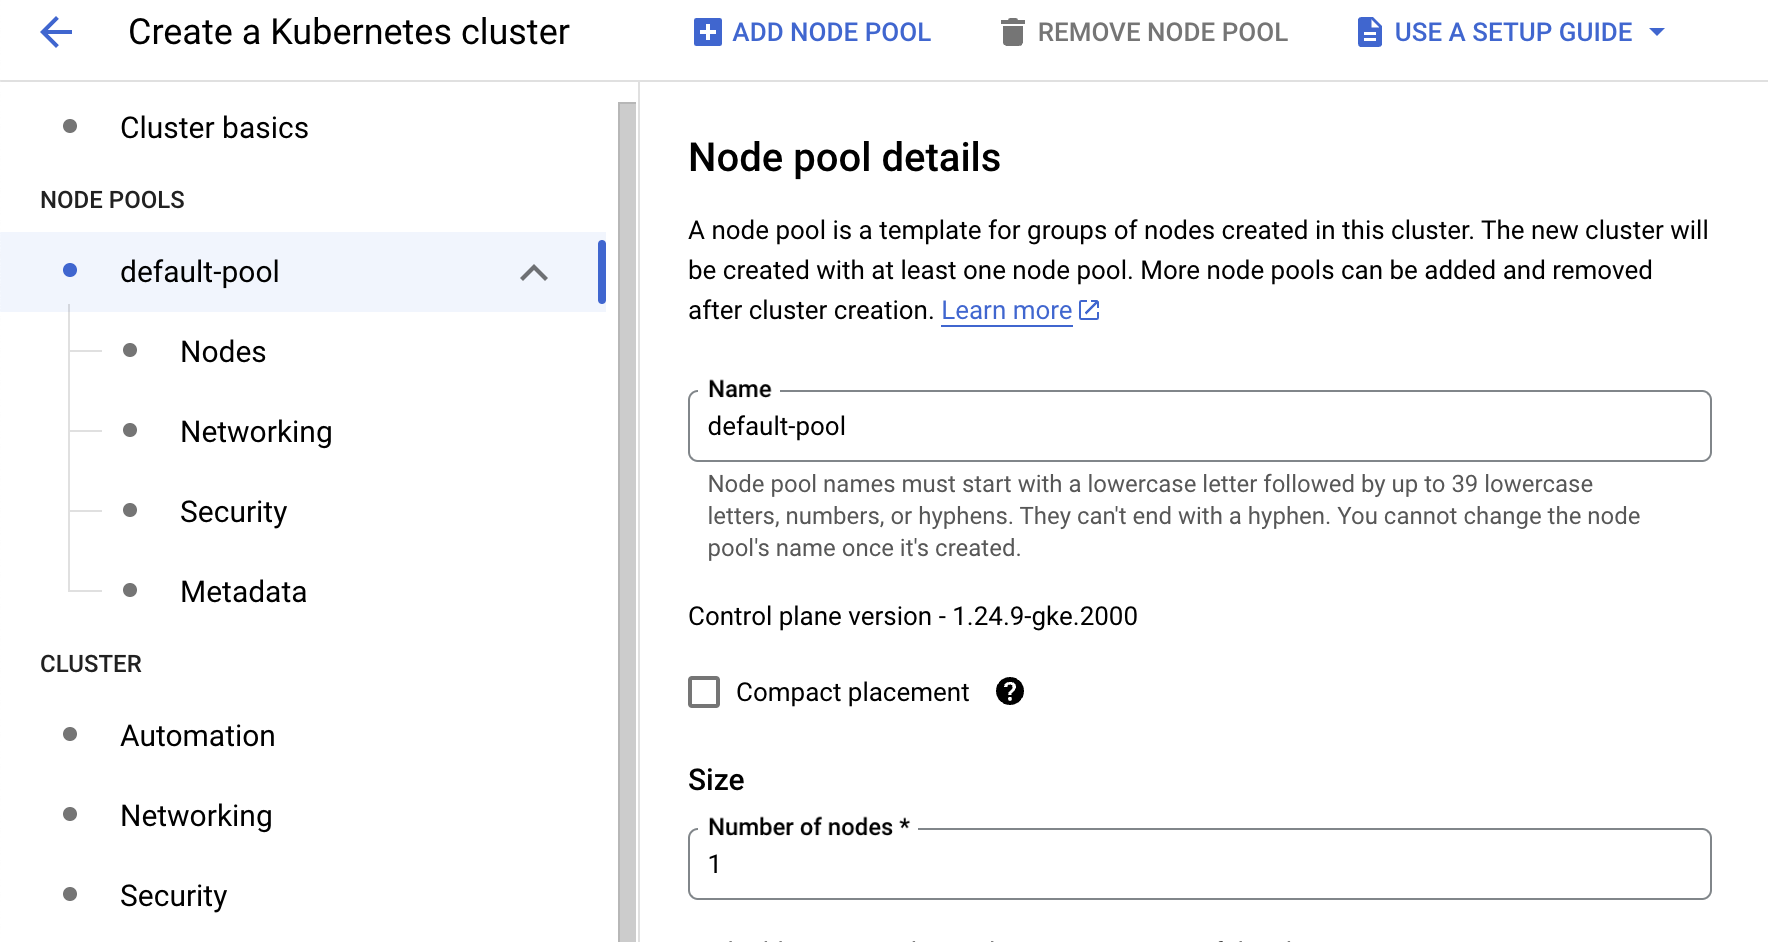 Create a Kubernetes cluster
ADD NODE POOL
REMOVE NODE POOL
USE A SETUP GUIDE
Cluster basics
NODE POOLS
default-pool
Nodes
Networking
Security
Metadata
CLUSTER
Automation
Networking
Security
Node pool details
A node pool is a template for groups of nodes created in this cluster. The new cluster will
be created with at least one node pool. More node pools can be added and removed
after cluster creation. Learn more
Name
default-pool
Node pool names must start with a lowercase letter followed by up to 39 lowercase
letters, numbers, or hyphens. They can't end with a hyphen. You cannot change the node
pool's name once it's created.
Control plane version - 1.24.9-gke.2000
Compact placement
Size
Number of nodes *
1